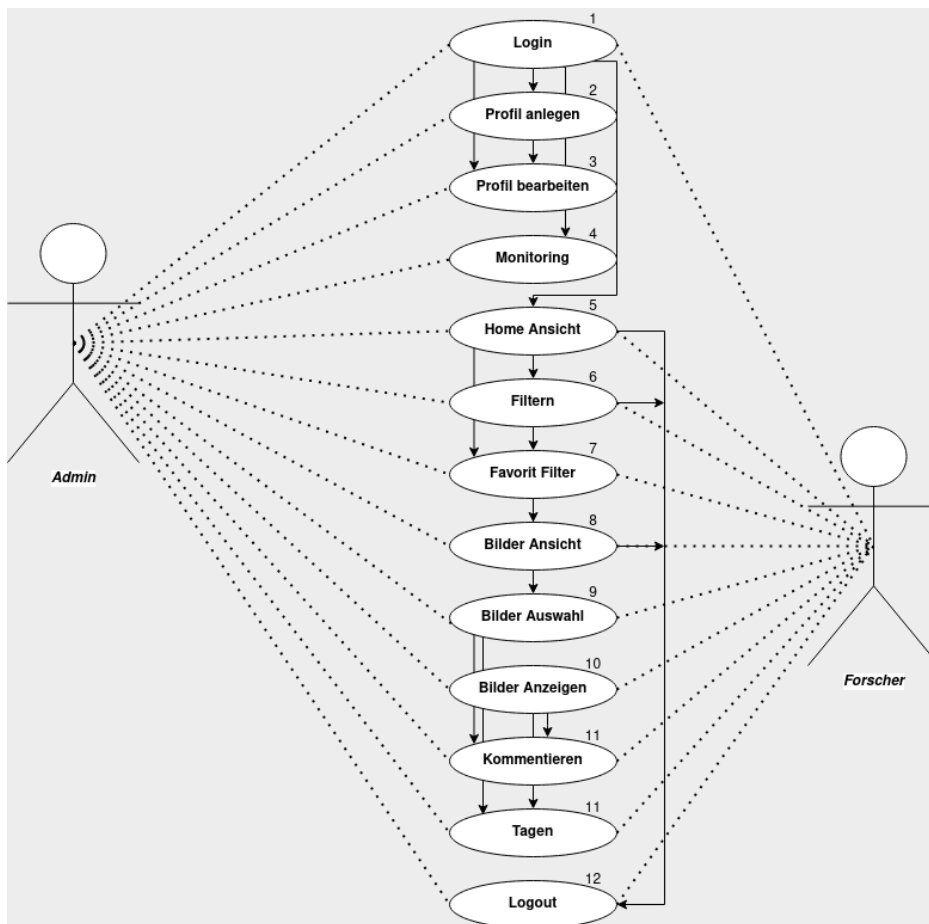 1
Login
2
Profil anlegen
3
Profil bearbeiten
4
Monitoring
5
Home Ansicht
6
Filtern
7
Favorit Filter
8
Bilder Ansicht
9
Bilder Auswahl
10
Bilder Anzeigen
11
Kommentieren
11
Tagen
12
Logout
Admin
Forscher